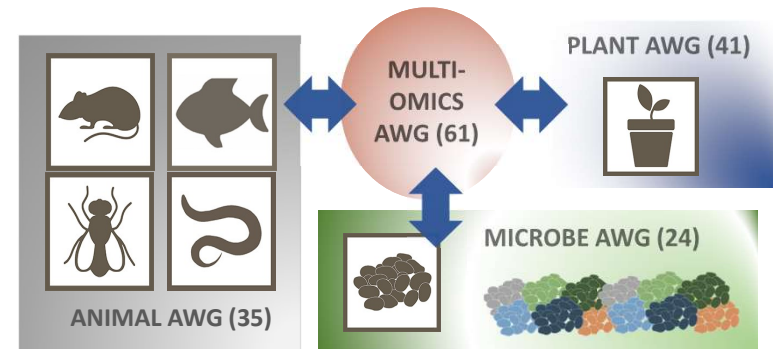 MULTI-
OMICS
AWG (61)
PLANT AWG (41)
MICROBE AWG (24)
ANIMAL AWG (35)